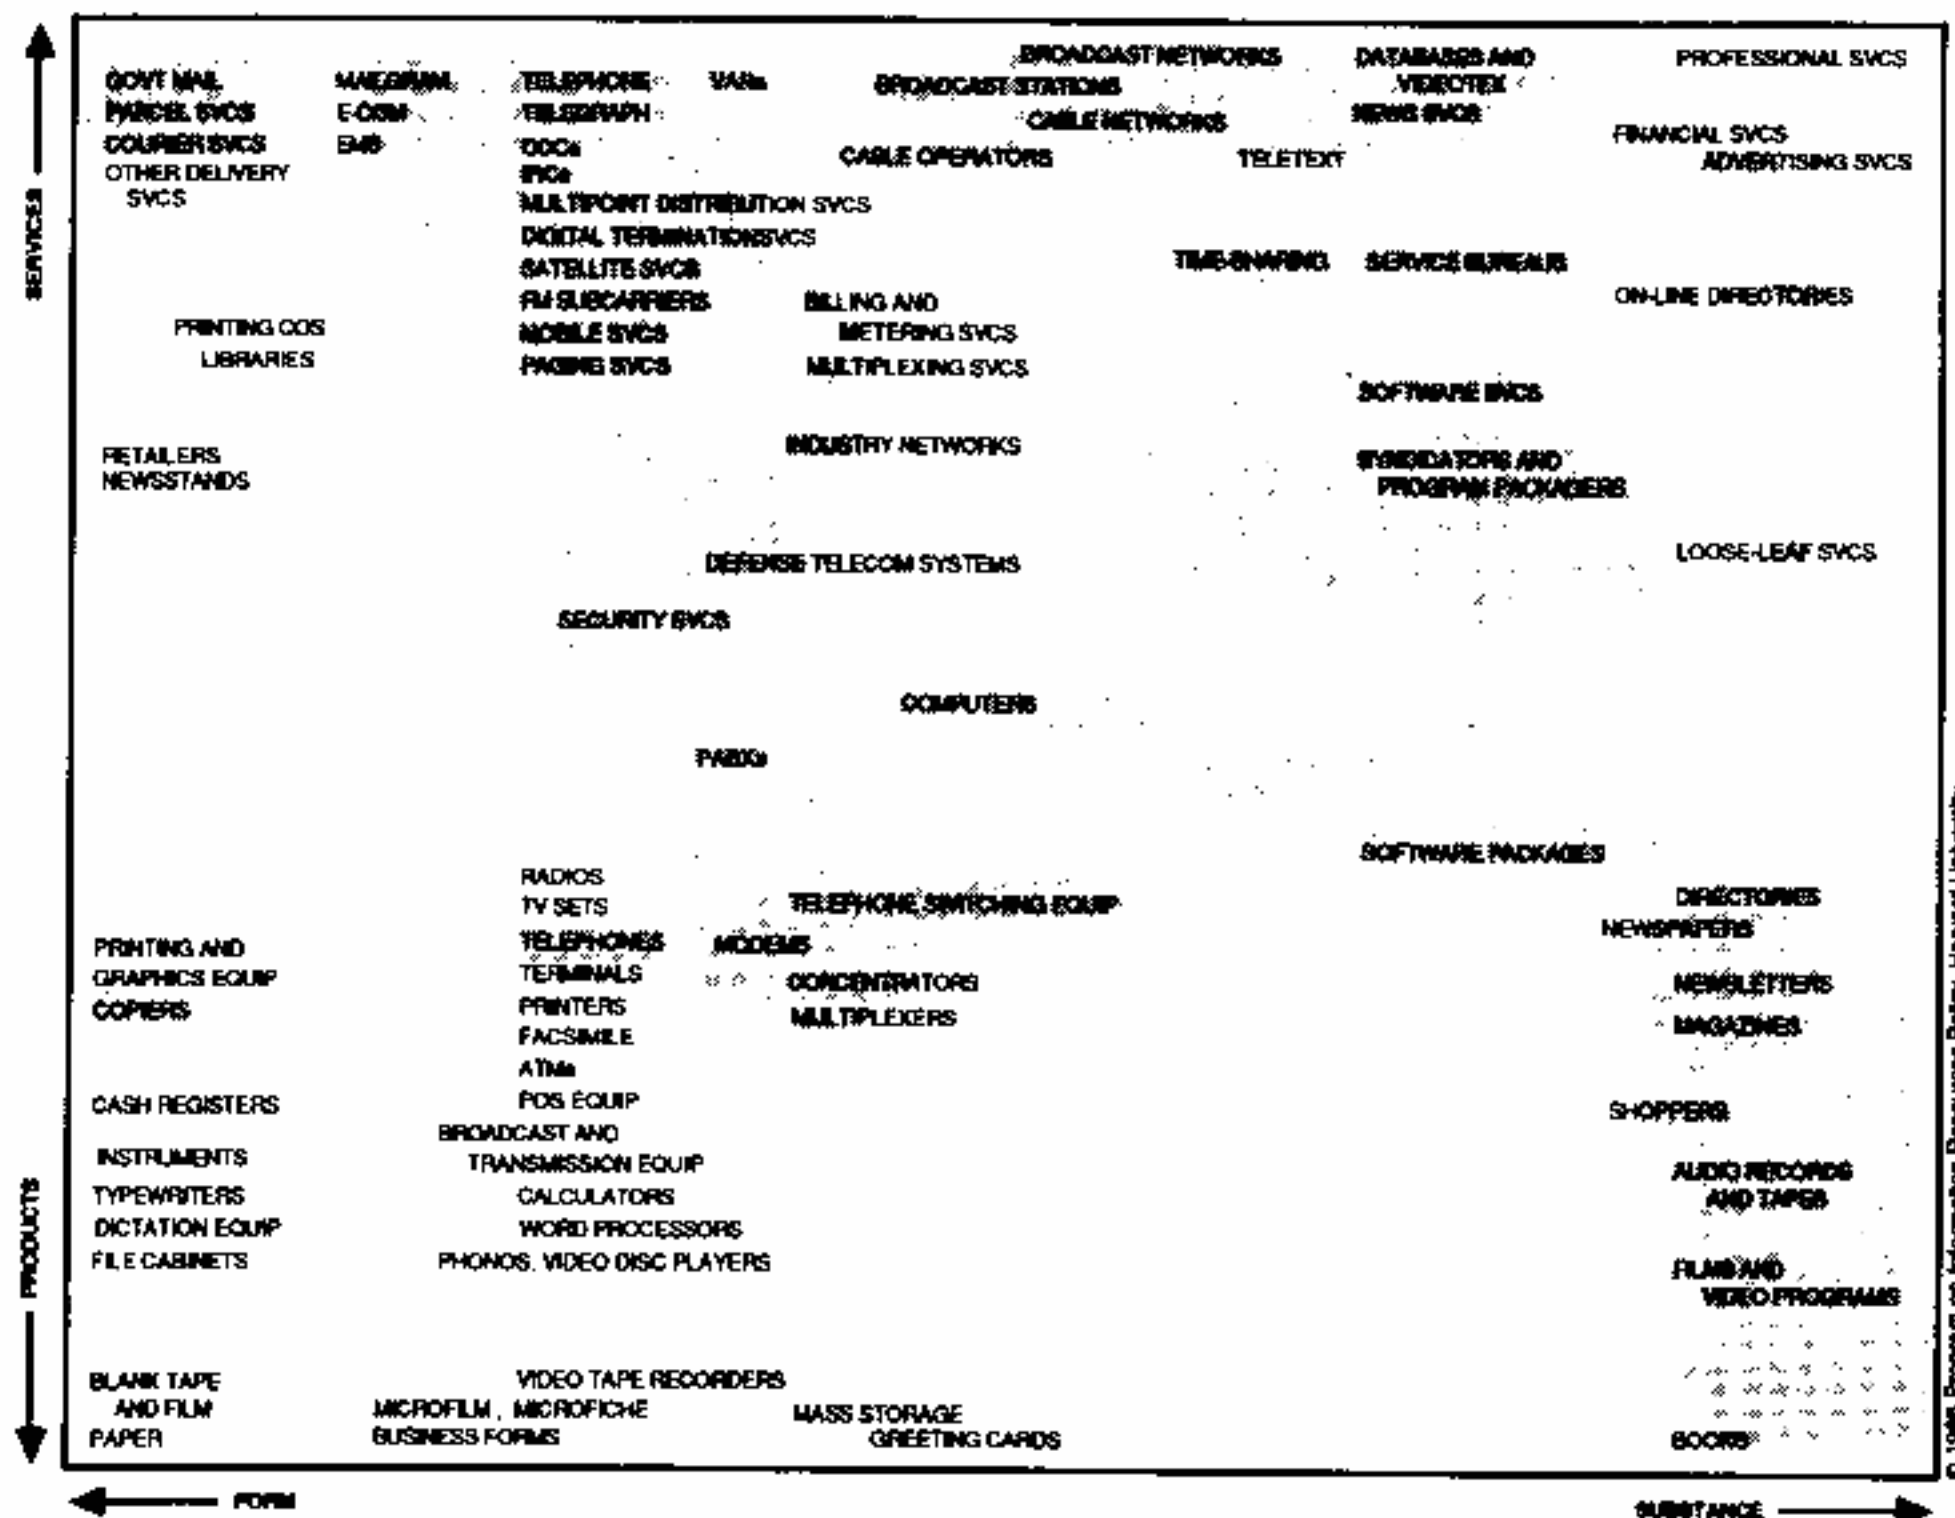 BROADCAST NETWORKS
DATABASES AND
PROFESSIONAL SVCS
GOVT MAIL
MAILGRAM
TELEPHONE
VANs
BROADCAST STATIONS
VIDEOTEX
PARCEL SVCS
E-COM
TELEGRAPH
CABLE NETWORKS
NEWS SVCS
FINANCIAL SVCS
COURIER SVCS
EMS
OCCs
CABLE OPERATORS
TELETEXT
ADVERTISING SVCS
OTHER DELIVERY
IRCs
SVCS
MULTIPOINT DISTRIBUTION SVCS
DIGITAL TERMINATION SVCS
SATELLITE SVCS
TIME-SHARING
SERVICE BUREAUS
SERVICES
FM SUBCARRIERS
BILLING AND
ON-LINE DIRECTORIES
PRINTING COS
MOBILE SVCS
METERING SVCS
LIBRARIES
PAGING SVCS
MULTIPLEXING SVCS
SOFTWARE SVCS
INDUSTRY NETWORKS
RETAILERS
SYNDICATORS AND
NEWSSTANDS
PROGRAM PACKAGERS
DEFENSE TELECOM SYSTEMS
LOOSE-LEAF SVCS
SECURITY SVCS
COMPUTERS
PABXs
SOFTWARE PACKAGES
RADIOS
DIRECTORIES
TV SETS
TELEPHONE SWITCHING EQUIP
NEWSPAPERS
PRINTING AND
TELEPHONES
MODEMS
GRAPHICS EQUIP
TERMINALS
CONCENTRATORS
NEWSLETTERS
COPIERS
PRINTERS
MULTIPLEXERS
MAGAZINES
FACSIMILE
ATMs
CASH REGISTERS
POS EQUIP
SHOPPERS
BROADCAST AND
INSTRUMENTS
TRANSMISSION EQUIP
AUDIO RECORDS
TYPEWRITERS
CALCULATORS
AND TAPES
PRODUCTS
DICTATION EQUIP
WORD PROCESSORS
FILE CABINETS
PHONOS, VIDEO DISC PLAYERS
FILMS AND
VIDEO PROGRAMS
BLANK TAPE
VIDEO TAPE RECORDERS
AND FILM
MICROFILM, MICROFICHE
MASS STORAGE
PAPER
BUSINESS FORMS
GREETING CARDS
BOOKS
FORM
SUBSTANCE
Program on Information Resources Policy, Harvard University